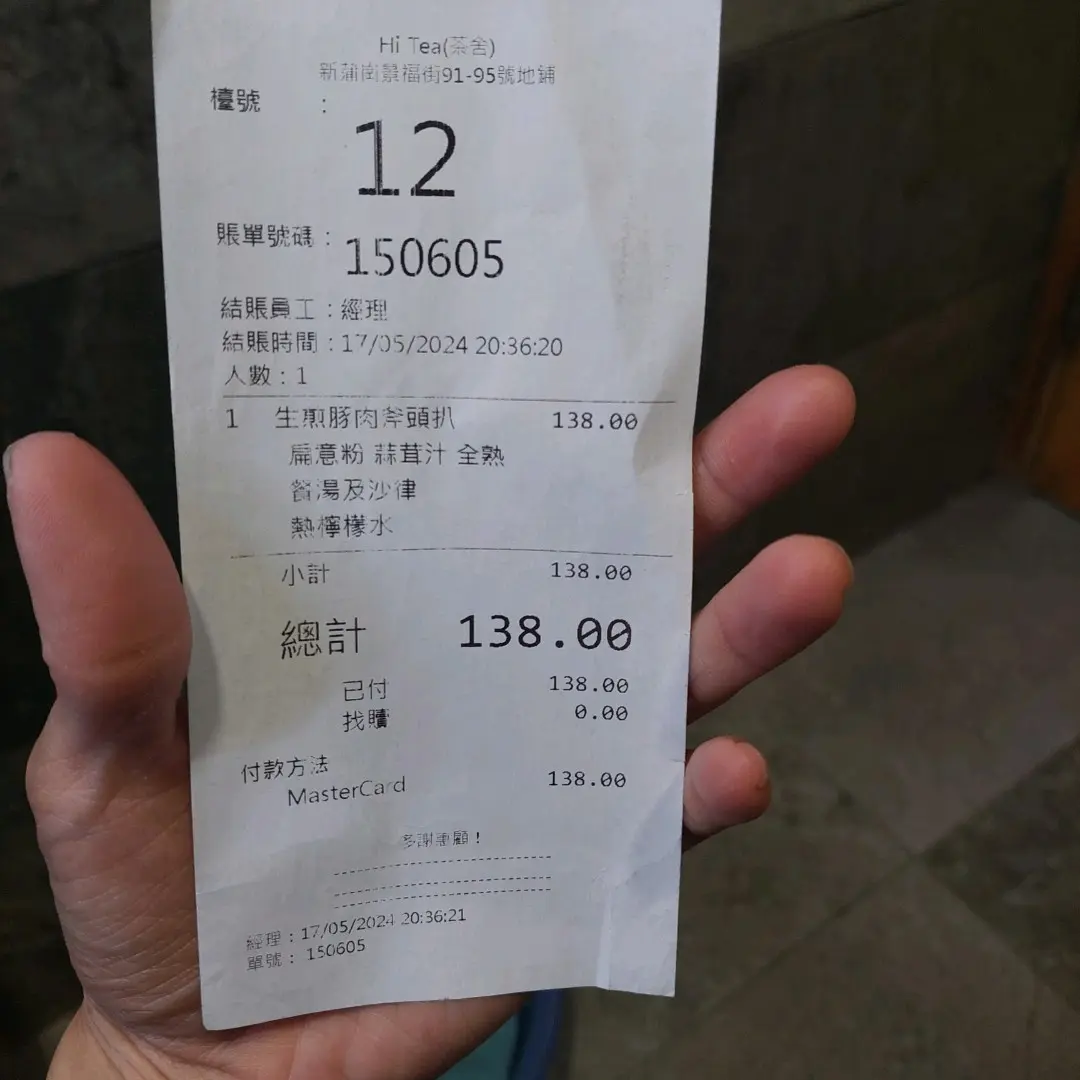 Hi Tea(茶舍)
新蒲崗景福街91-95號地鋪
檯號 :
12
賬單號碼 : 150605
結賬員工 : 經理
結賬時間 : 17/05/2024 20:36:20
人數 : 1
1 生煎豚肉斧頭扒 138.00
扁意粉 蒜茸汁 全熟
餐湯及沙律
熱檸檬水
小計 138.00
總計 138.00
已付 138.00
找贖 0.00
付款方法
MasterCard 138.00
多謝惠顧！
經理 : 17/05/2024 20:36:21
單號 : 150605